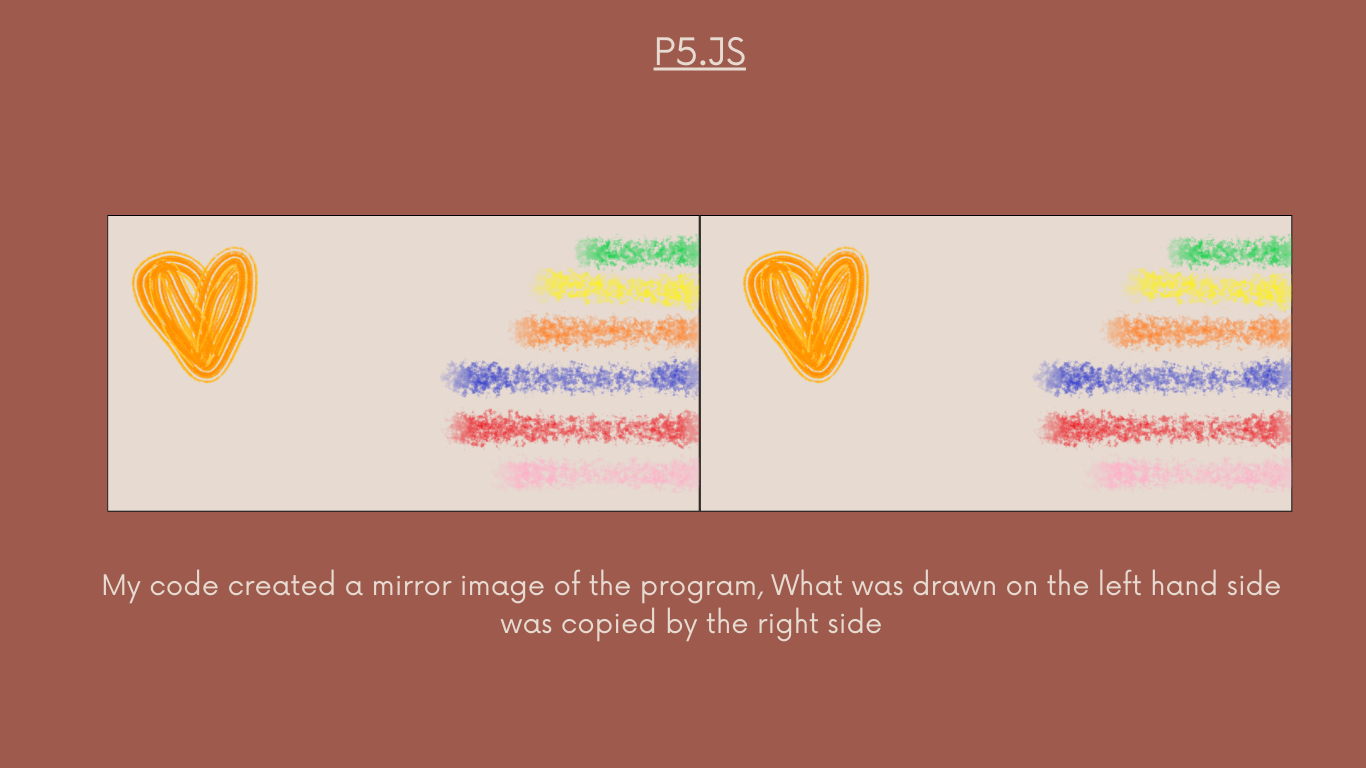 P5.JS
My code created a mirror image of the program, What was drawn on the left hand side
was copied by the right side